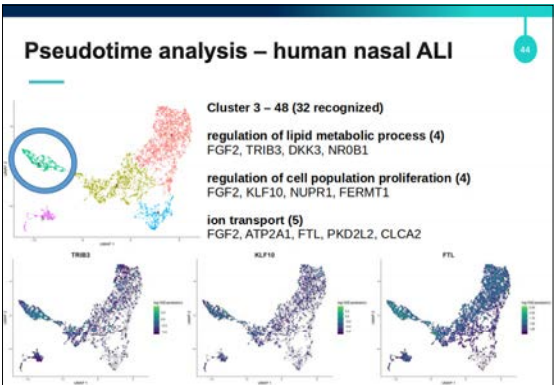 Pseudotime analysis – human nasal ALI
44
Cluster 3 – 48 (32 recognized)
regulation of lipid metabolic process (4)
FGF2, TRIB3, DKK3, NR0B1
regulation of cell population proliferation (4)
FGF2, KLF10, NUPR1, FERMT1
ion transport (5)
FGF2, ATP2A1, FTL, PKD2L2, CLCA2
TRIB3
KLF10
FTL